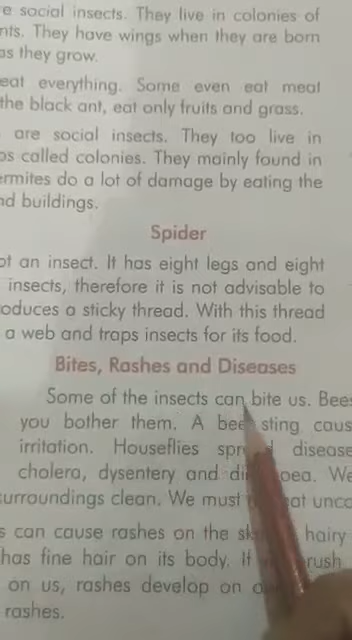 e social insects. They live in colonies of
nts. They have wings when they are born
as they grow.
eat everything. Some even eat meat
the black ant, eat only fruits and grass.
are social insects. They too live in
ps called colonies. They mainly found in
ermites do a lot of damage by eating the
nd buildings.
Spider
ot an insect. It has eight legs and eight
insects, therefore it is not advisable to
oduces a sticky thread. With this thread
a web and traps insects for its food.
Bites, Rashes and Diseases
Some of the insects can bite us. Bee
you bother them. A bee sting caus
irritation. Houseflies disease
cholera, dysentery and We
urroundings clean. We must unco
s can cause rashes on the hairy
has fine hair on its body. If rush
on us, rashes develop on
rashes.